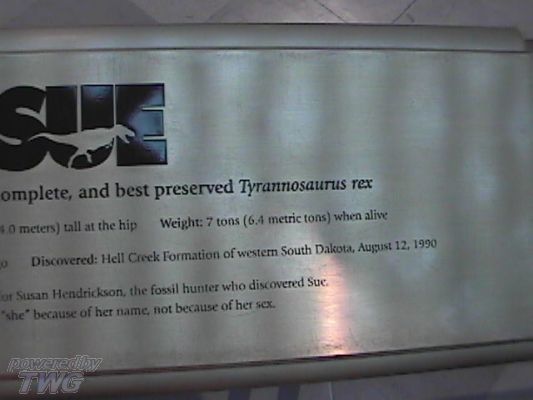 SUE
omplete, and best preserved Tyrannosaurus rex
4.0 meters) tall at the hip Weight: 7 tons (6.4 metric tons) when alive
go Discovered: Hell Creek Formation of western South Dakota, August 12, 1990
for Susan Hendrickson, the fossil hunter who discovered Sue.
"she" because of her name, not because of her sex.
poweredby
TWG